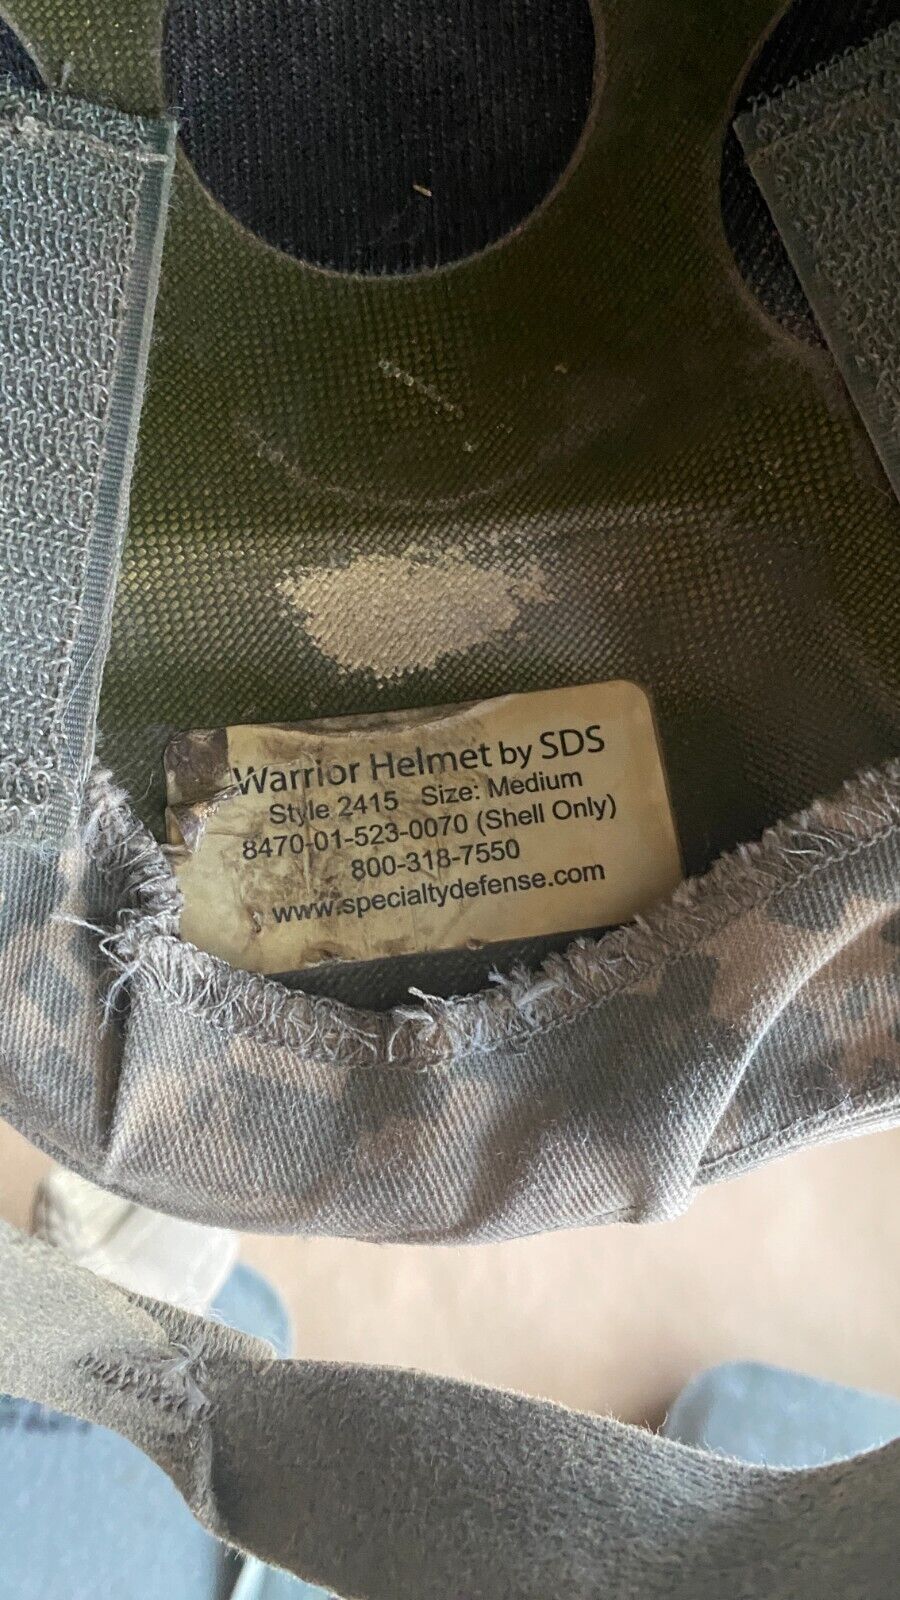 Warrior Helmet by SDS
Style 2415 Size: Medium
8470-01-523-0070 (Shell Only)
800-318-7550
www.specialtydefense.com